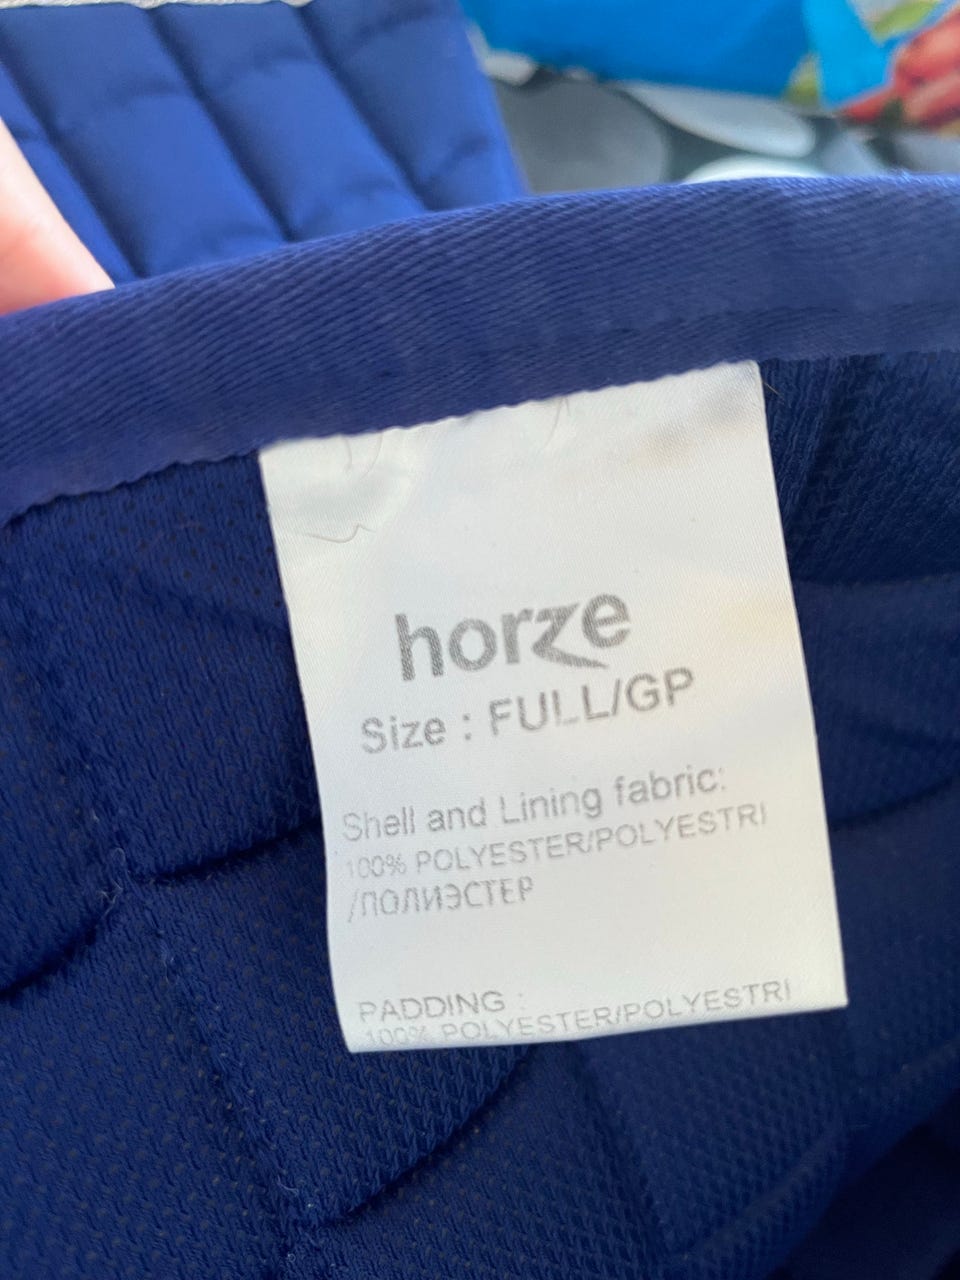 horze
Size : FULL/GP
Shell and Lining fabric:
100% POLYESTER/POLYESTRI
/ПОЛИЭСТЕР
PADDING :
100% POLYESTER/POLYESTRI